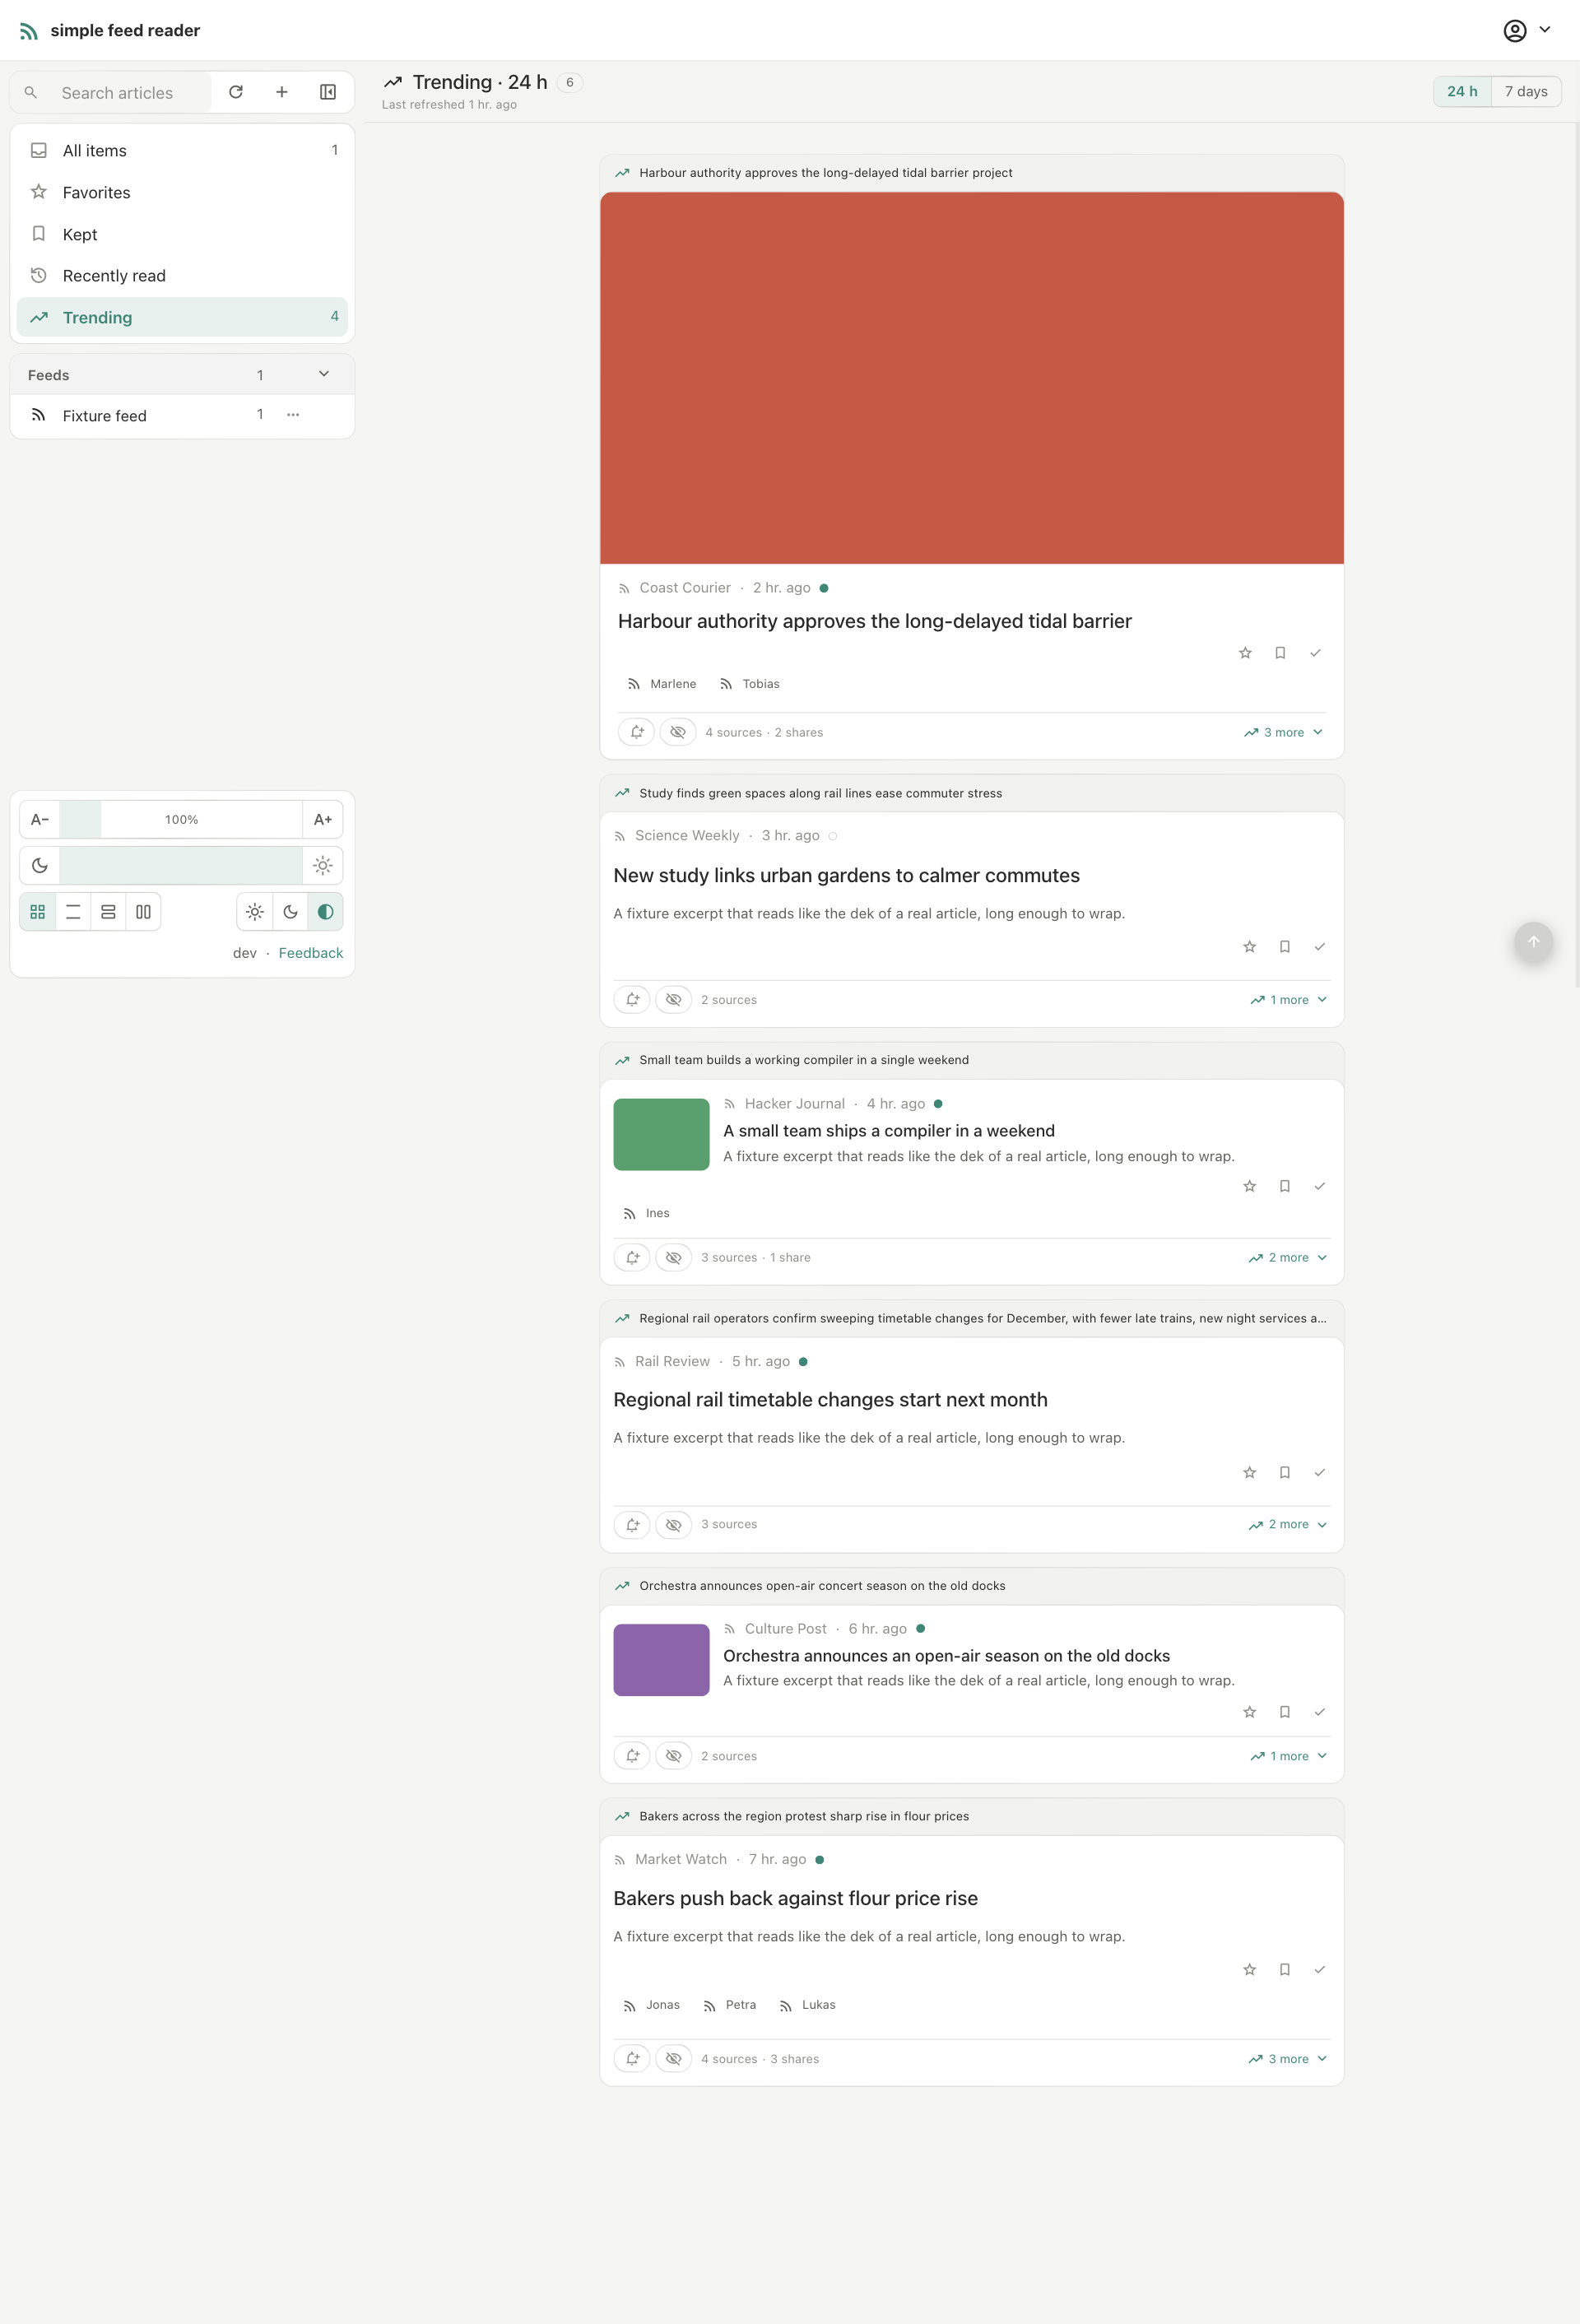 simple feed reader
Search articles
All items 1
Favorites
Kept
Recently read
Trending 4
Feeds 1
Fixture feed 1
A− 100% A+
dev · Feedback
Trending · 24 h 6
Last refreshed 1 hr. ago
24 h 7 days
Harbour authority approves the long-delayed tidal barrier project
Coast Courier · 2 hr. ago
Harbour authority approves the long-delayed tidal barrier
Marlene Tobias
4 sources · 2 shares 3 more
Study finds green spaces along rail lines ease commuter stress
Science Weekly · 3 hr. ago
New study links urban gardens to calmer commutes
A fixture excerpt that reads like the dek of a real article, long enough to wrap.
2 sources 1 more
Small team builds a working compiler in a single weekend
Hacker Journal · 4 hr. ago
A small team ships a compiler in a weekend
A fixture excerpt that reads like the dek of a real article, long enough to wrap.
Ines
3 sources · 1 share 2 more
Regional rail operators confirm sweeping timetable changes for December, with fewer late trains, new night services a...
Rail Review · 5 hr. ago
Regional rail timetable changes start next month
A fixture excerpt that reads like the dek of a real article, long enough to wrap.
3 sources 2 more
Orchestra announces open-air concert season on the old docks
Culture Post · 6 hr. ago
Orchestra announces an open-air season on the old docks
A fixture excerpt that reads like the dek of a real article, long enough to wrap.
2 sources 1 more
Bakers across the region protest sharp rise in flour prices
Market Watch · 7 hr. ago
Bakers push back against flour price rise
A fixture excerpt that reads like the dek of a real article, long enough to wrap.
Jonas Petra Lukas
4 sources · 3 shares 3 more